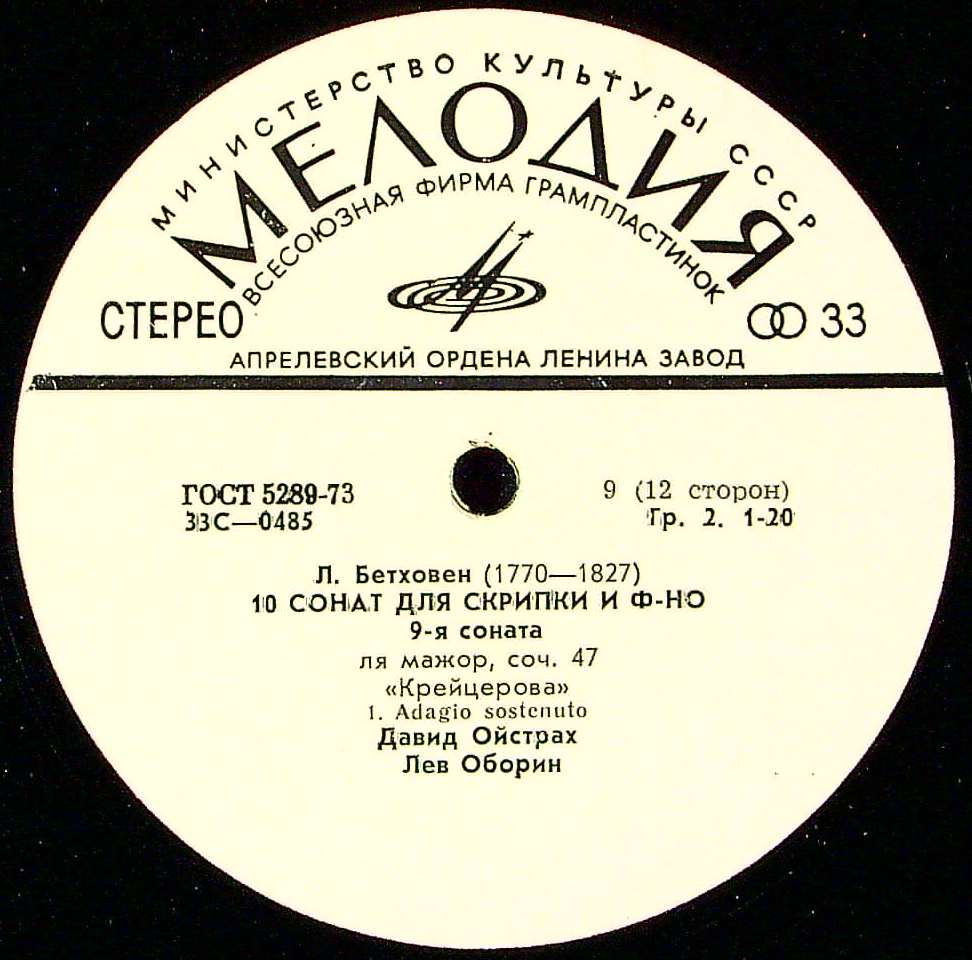 МИНИСТЕРСТВО КУЛЬТУРЫ СССР
МЕЛОДИЯ
ВСЕСОЮЗНАЯ ФИРМА ГРАМПЛАСТИНОК
СТЕРЕО
33
АПРЕЛЕВСКИЙ ОРДЕНА ЛЕНИНА ЗАВОД
ГОСТ 5289-73
9 (12 сторон)
33С—0485
Гр. 2. 1-20
Л. Бетховен (1770—1827)
10 СОНАТ ДЛЯ СКРИПКИ И Ф-НО
9-я соната
ля мажор, соч. 47
«Крейцерова»
1. Adagio sostenuto
Давид Ойстрах
Лев Оборин